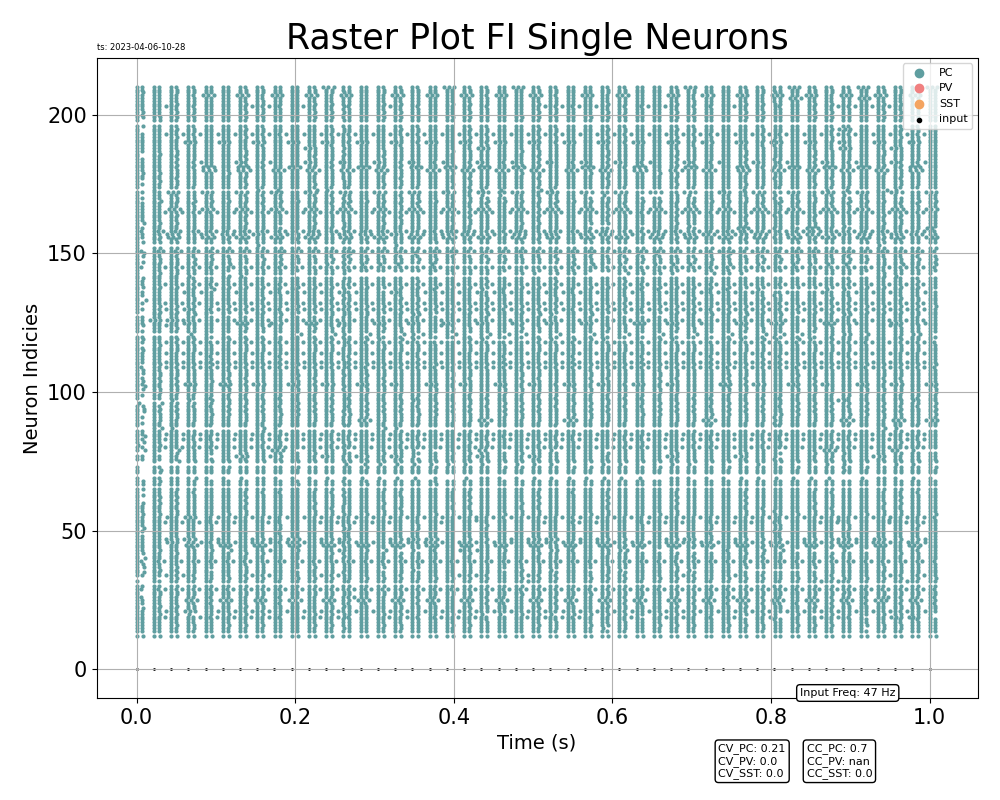 Raster Plot FI Single Neurons
ts: 2023-04-06-10-28
PC
PV
SST
input
200
150
100
50
0
Neuron Indicies
Input Freq: 47 Hz
0.0 0.2 0.4 0.6 0.8 1.0
Time (s)
CV_PC: 0.21
CV_PV: 0.0
CV_SST: 0.0
CC_PC: 0.7
CC_PV: nan
CC_SST: 0.0